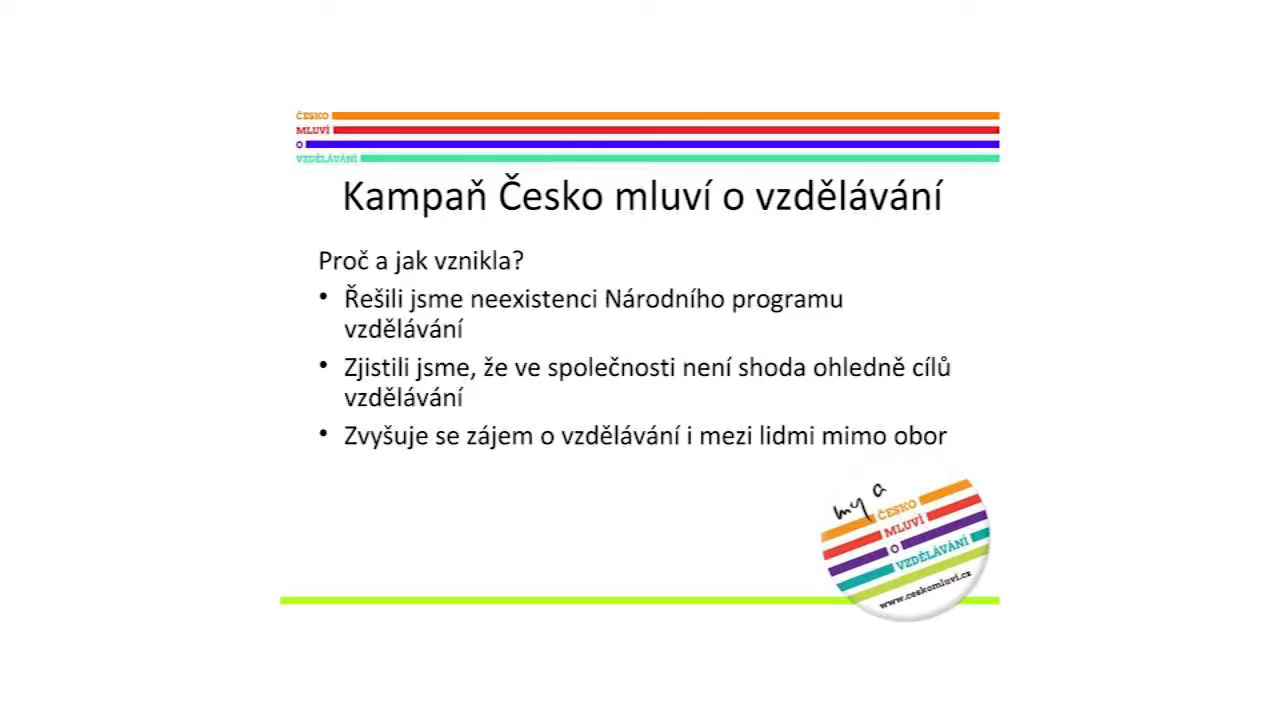 ČESKO
MLUVÍ
O
VZDĚLÁVÁNÍ
Kampaň Česko mluví o vzdělávání
Proč a jak vznikla?
• Řešili jsme neexistenci Národního programu
vzdělávání
• Zjistili jsme, že ve společnosti není shoda ohledně cílů
vzdělávání
• Zvyšuje se zájem o vzdělávání i mezi lidmi mimo obor
my a
ČESKO
MLUVÍ
O
VZDĚLÁVÁNÍ
www.ceskomluvi.cz